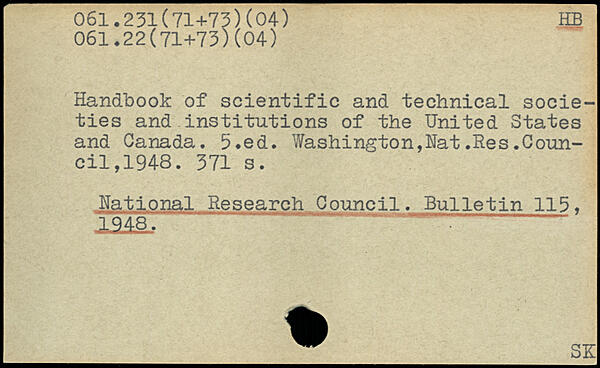 061.231(71+73)(04) HB
061.22(71+73)(04)
Handbook of scientific and technical socie-
ties and institutions of the United States
and Canada. 5.ed. Washington,Nat.Res.Coun-
cil,1948. 371 s.
National Research Council. Bulletin 115,
1948.
SK